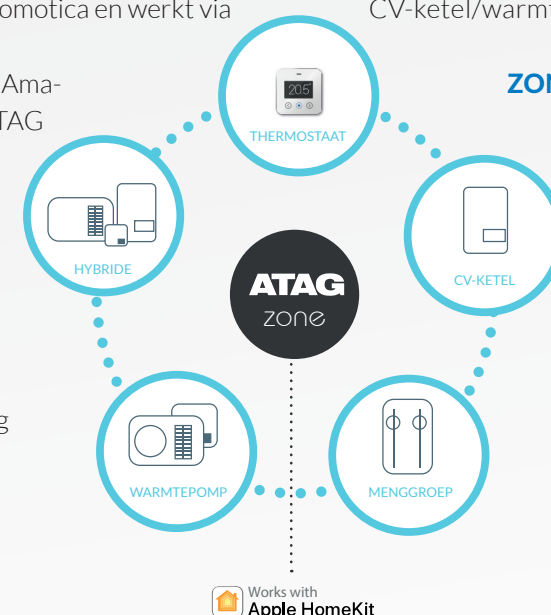 omotica en werkt via
CV-ketel/warmt
Ama-
TAG
ZON
20.5
THERMOSTAAT
HYBRIDE
CV-KETEL
ATAG
zone
g
WARMTEPOMP
MENGGROEP
Works with
Apple HomeKit